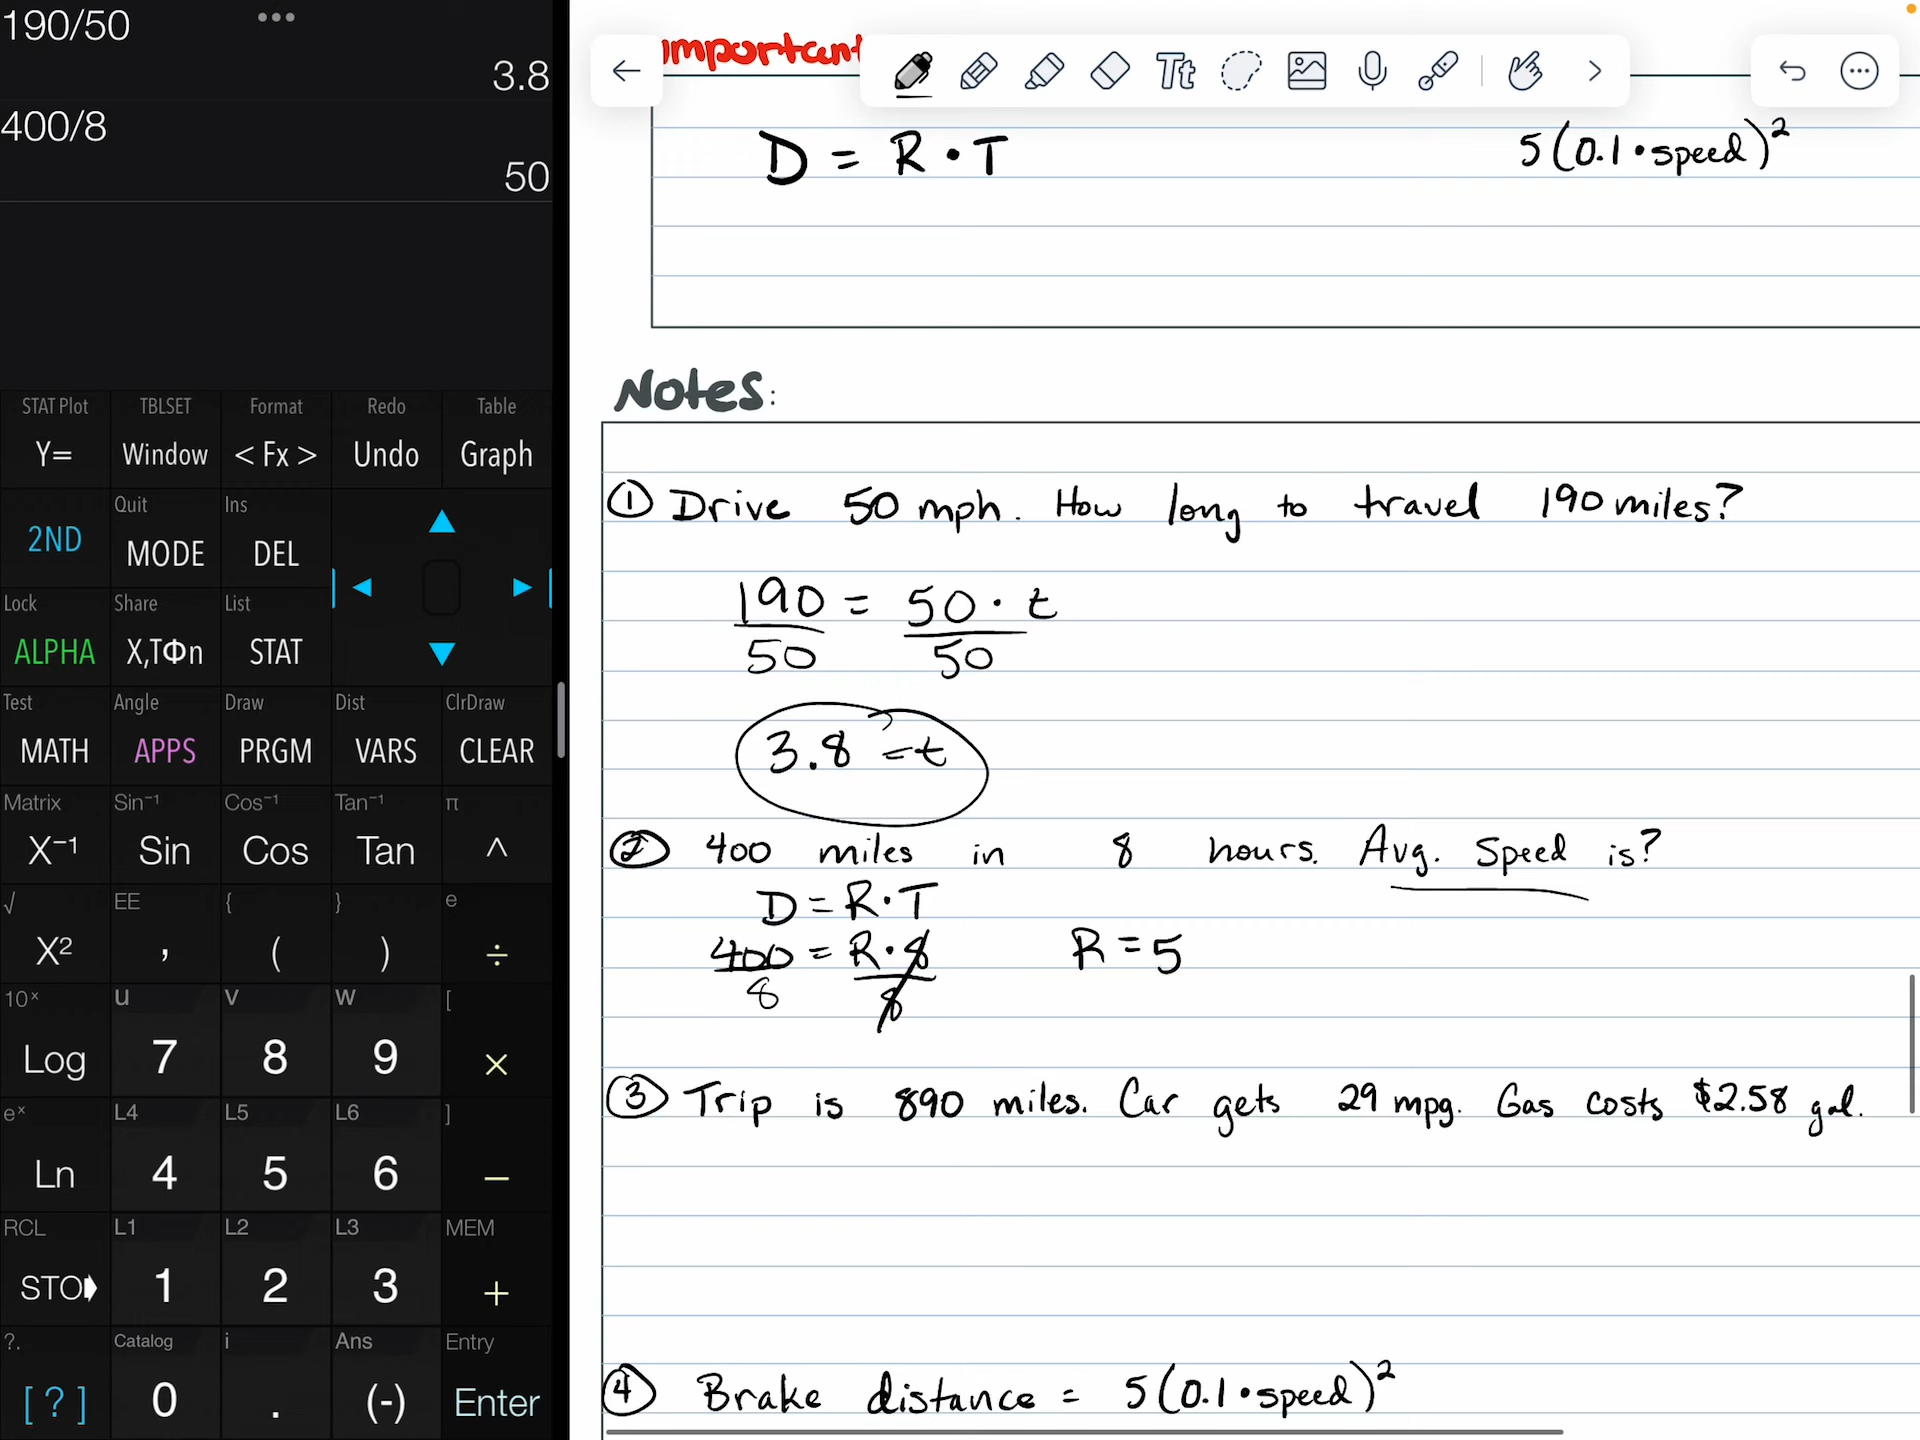 190/50
3.8
400/8
50
STAT Plot TBLSET Format Redo Table
Y= Window < Fx > Undo Graph
Quit Ins
2ND MODE DEL
Lock Share List
ALPHA X,TΦn STAT
Test Angle Draw Dist ClrDraw
MATH APPS PRGM VARS CLEAR
Matrix Sin⁻¹ Cos⁻¹ Tan⁻¹ π
X⁻¹ Sin Cos Tan ^
√ EE { } e
X² , ( ) ÷
10ˣ u v w [
Log 7 8 9 ×
eˣ L4 L5 L6 ]
Ln 4 5 6 −
RCL L1 L2 L3 MEM
STO 1 2 3 +
?. Catalog i Ans Entry
[ ? ] 0 . (-) Enter
important
Tt
D = R • T
5(0.1•speed)²
Notes:
① Drive 50 mph. How long to travel 190 miles?
190 = 50 · t
50 50
3.8 = t
② 400 miles in 8 hours. Avg. Speed is?
D = R·T
400 = R·8 R = 5
8 8
③ Trip is 890 miles. Car gets 29 mpg. Gas costs $2.58 gal.
④ Brake distance = 5(0.1•speed)²